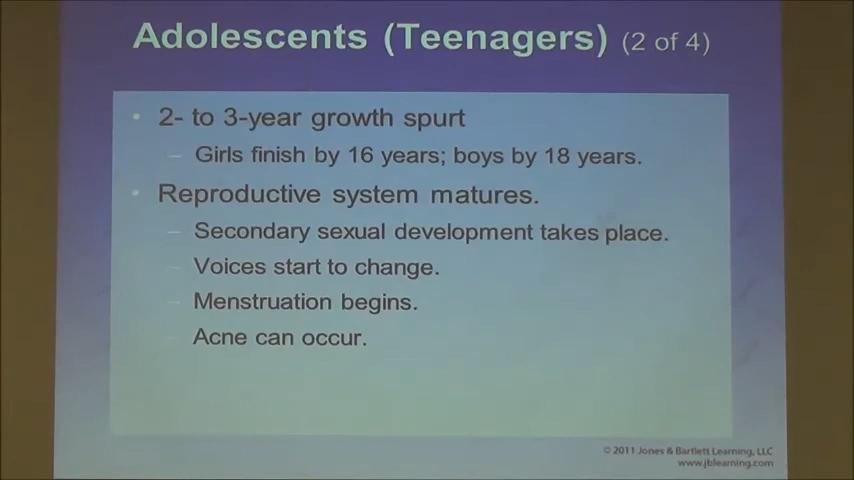 Adolescents (Teenagers) (2 of 4)
• 2- to 3-year growth spurt
– Girls finish by 16 years; boys by 18 years.
• Reproductive system matures.
– Secondary sexual development takes place.
– Voices start to change.
– Menstruation begins.
– Acne can occur.
© 2011 Jones & Bartlett Learning, LLC
www.jblearning.com